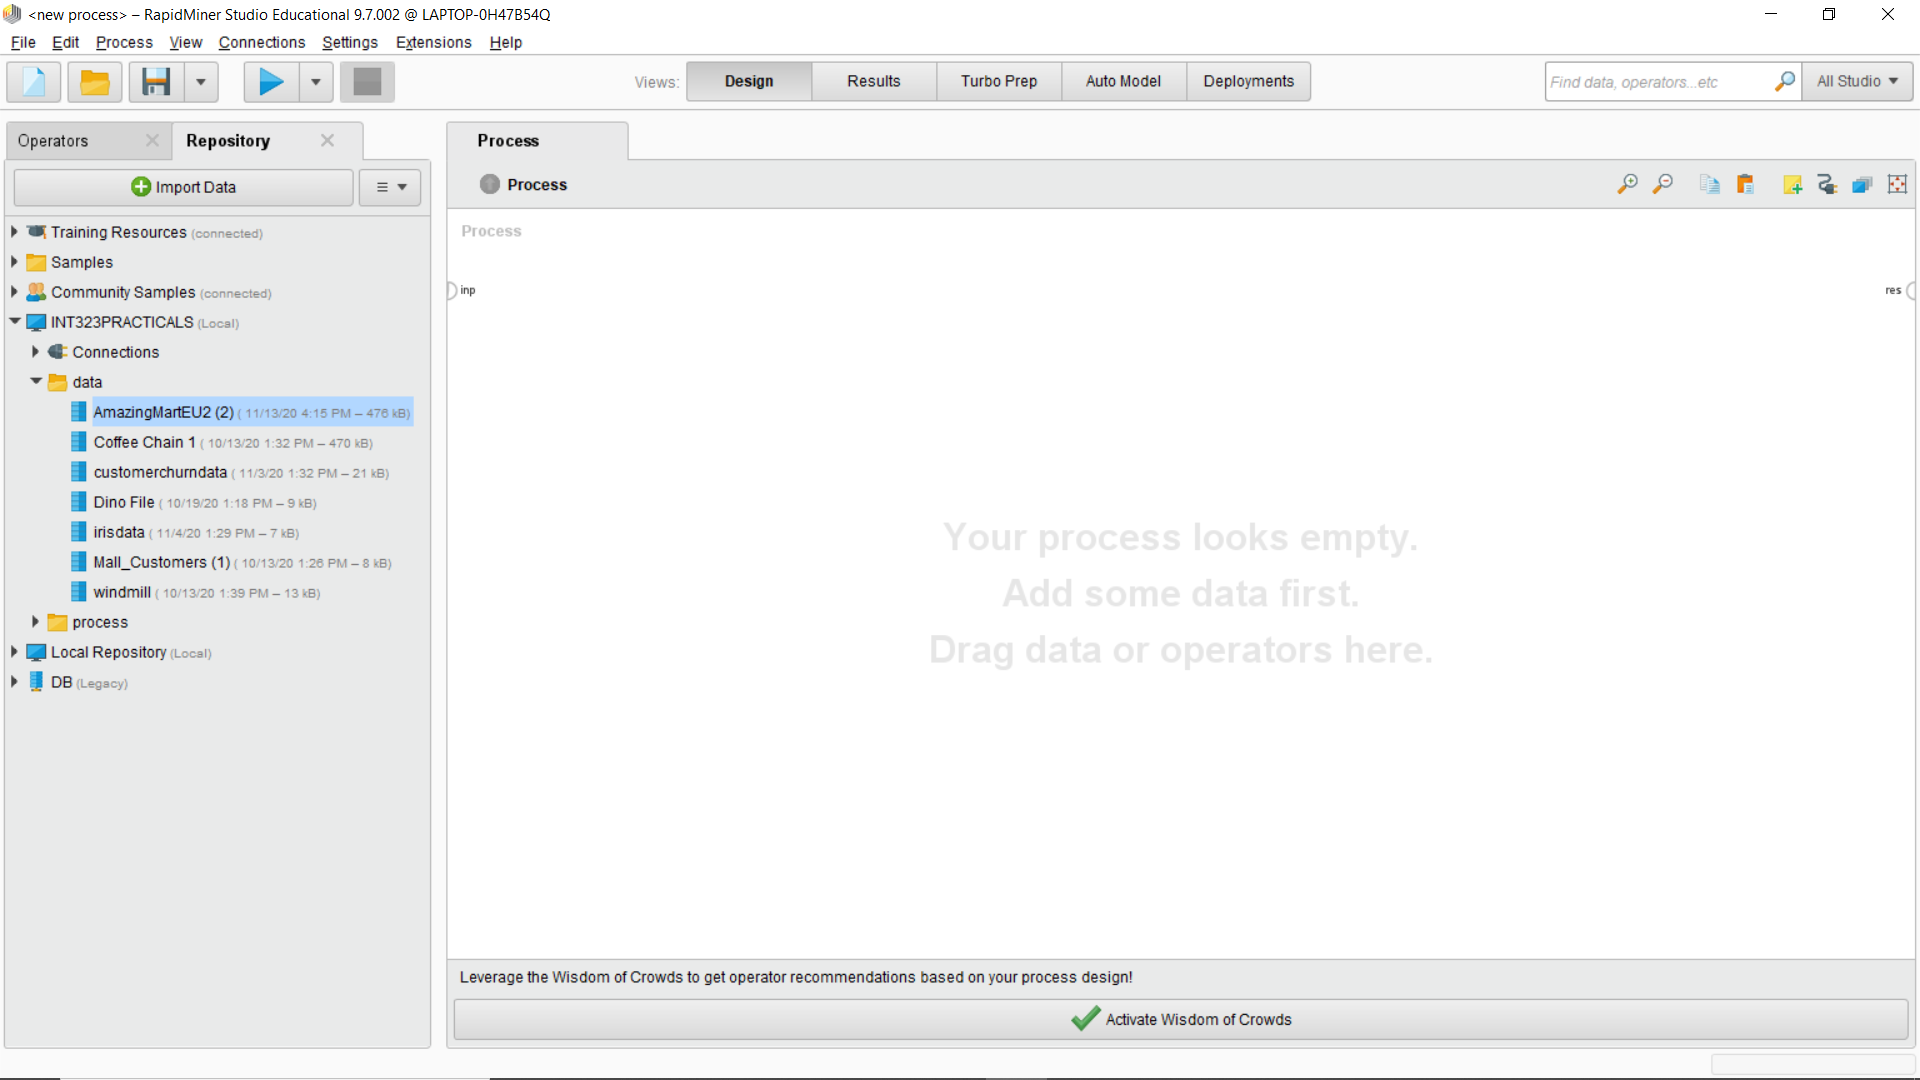 <new process> – RapidMiner Studio Educational 9.7.002 @ LAPTOP-0H47B54Q
File Edit Process View Connections Settings Extensions Help
Views: Design Results Turbo Prep Auto Model Deployments
Find data, operators...etc All Studio
Operators Repository
Import Data
Training Resources (connected)
Samples
Community Samples (connected)
INT323PRACTICALS (Local)
Connections
data
AmazingMartEU2 (2) ( 11/13/20 4:15 PM – 476 kB)
Coffee Chain 1 ( 10/13/20 1:32 PM – 470 kB)
customerchurndata ( 11/3/20 1:32 PM – 21 kB)
Dino File ( 10/19/20 1:18 PM – 9 kB)
irisdata ( 11/4/20 1:29 PM – 7 kB)
Mall_Customers (1) ( 10/13/20 1:26 PM – 8 kB)
windmill ( 10/13/20 1:39 PM – 13 kB)
process
Local Repository (Local)
DB (Legacy)
Process
Process
Process
inp
res
Your process looks empty.
Add some data first.
Drag data or operators here.
Leverage the Wisdom of Crowds to get operator recommendations based on your process design!
Activate Wisdom of Crowds